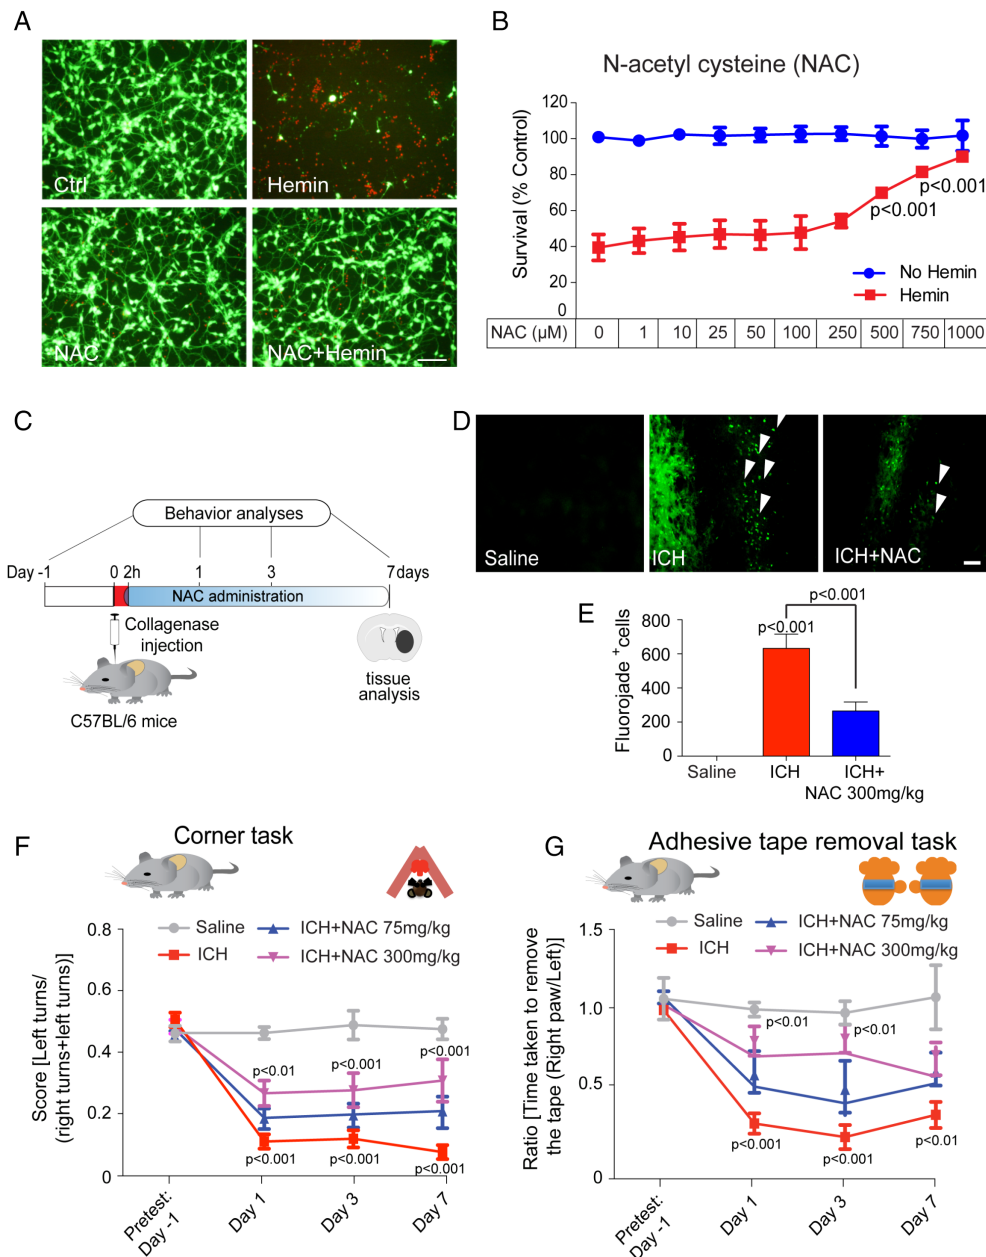 A
Ctrl
Hemin
NAC
NAC+Hemin
B
N-acetyl cysteine (NAC)
Survival (% Control)
120
100
80
60
40
20
0
p<0.001
p<0.001
No Hemin
Hemin
NAC (µM) 0 1 10 25 50 100 250 500 750 1000
C
Behavior analyses
Day -1 0 2h 1 3 7 days
NAC administration
Collagenase
injection
C57BL/6 mice
tissue
analysis
D
Saline
ICH
ICH+NAC
E
Fluorojade +cells
800
600
400
200
0
p<0.001
p<0.001
Saline
ICH
ICH+
NAC 300mg/kg
F
Corner task
Saline
ICH
ICH+NAC 75mg/kg
ICH+NAC 300mg/kg
Score [Left turns/
(right turns+left turns)]
0.8
0.6
0.4
0.2
0
p<0.01
p<0.001
p<0.001
p<0.001
p<0.001
p<0.001
Pretest:
Day -1
Day 1
Day 3
Day 7
G
Adhesive tape removal task
Saline
ICH
ICH+NAC 75mg/kg
ICH+NAC 300mg/kg
Ratio [Time taken to remove
the tape (Right paw/Left)]
1.5
1.0
0.5
0
p<0.01
p<0.01
p<0.001
p<0.001
p<0.01
Pretest:
Day -1
Day 1
Day 3
Day 7